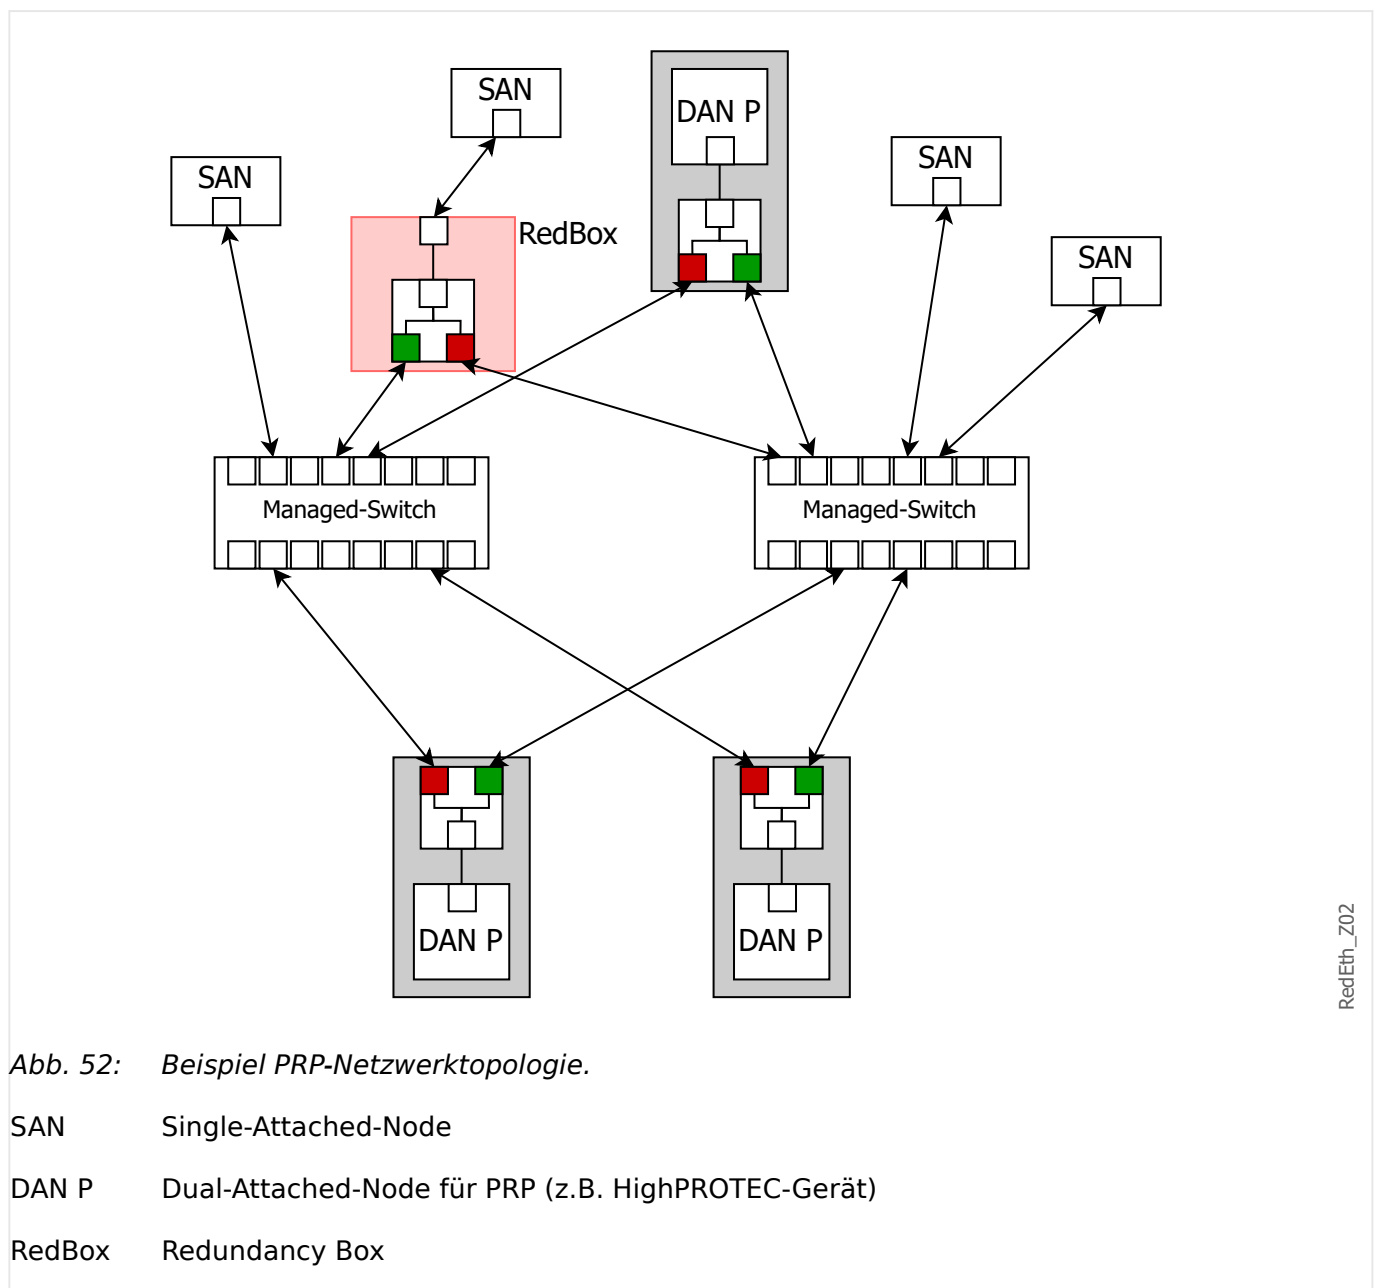 SAN
DAN P
SAN
SAN
RedBox
SAN
Managed-Switch
Managed-Switch
DAN P
DAN P
RedEth_Z02
Abb. 52: Beispiel PRP-Netzwerktopologie.
SAN Single-Attached-Node
DAN P Dual-Attached-Node für PRP (z.B. HighPROTEC-Gerät)
RedBox Redundancy Box